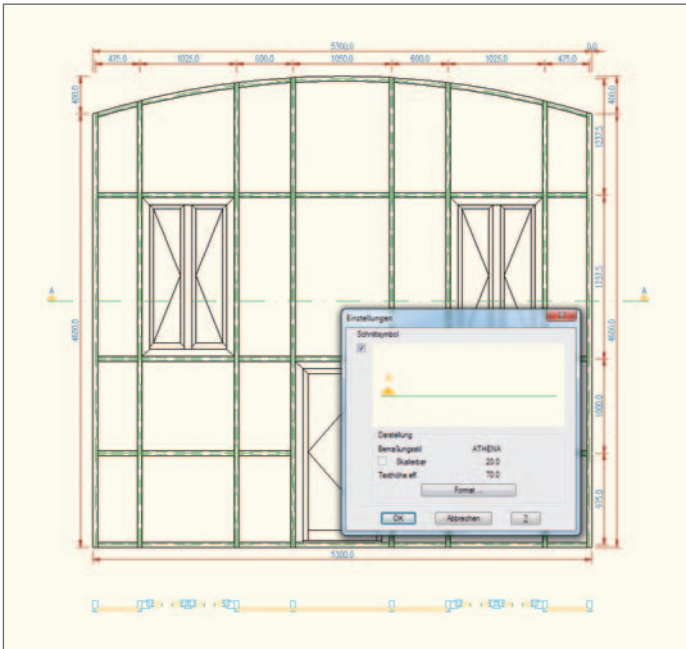 5300.0
0.0
475.0 1025.0 600.0 1050.0 600.0 1025.0 475.0
400.0
400.0
1237.5
1737.5
A
A
4600.0
4600.0
1000.0
975.0
5300.0
Einstellungen
Schnittsymbol
Darstellung
Bemaßungsstil ATHENA
Skalierbar 20.0
Texthöhe eff. 70.0
Format ...
OK Abbrechen ?